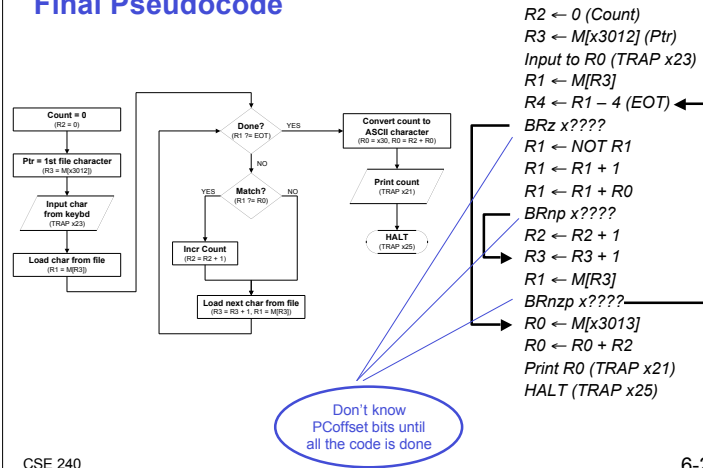 Final Pseudocode
Count = 0
(R2 = 0)
Ptr = 1st file character
(R3 = M[x3012])
Input char
from keybd
(TRAP x23)
Load char from file
(R1 = M[R3])
Done?
(R1 ?= EOT)
YES
NO
Match?
(R1 ?= R0)
YES
NO
Incr Count
(R2 = R2 + 1)
Load next char from file
(R3 = R3 + 1, R1 = M[R3])
Convert count to
ASCII character
(R0 = x30, R0 = R2 + R0)
Print count
(TRAP x21)
HALT
(TRAP x25)
R2 ← 0 (Count)
R3 ← M[x3012] (Ptr)
Input to R0 (TRAP x23)
R1 ← M[R3]
R4 ← R1 – 4 (EOT)
BRz x????
R1 ← NOT R1
R1 ← R1 + 1
R1 ← R1 + R0
BRnp x????
R2 ← R2 + 1
R3 ← R3 + 1
R1 ← M[R3]
BRnzp x????
R0 ← M[x3013]
R0 ← R0 + R2
Print R0 (TRAP x21)
HALT (TRAP x25)
Don't know
PCoffset bits until
all the code is done
CSE 240